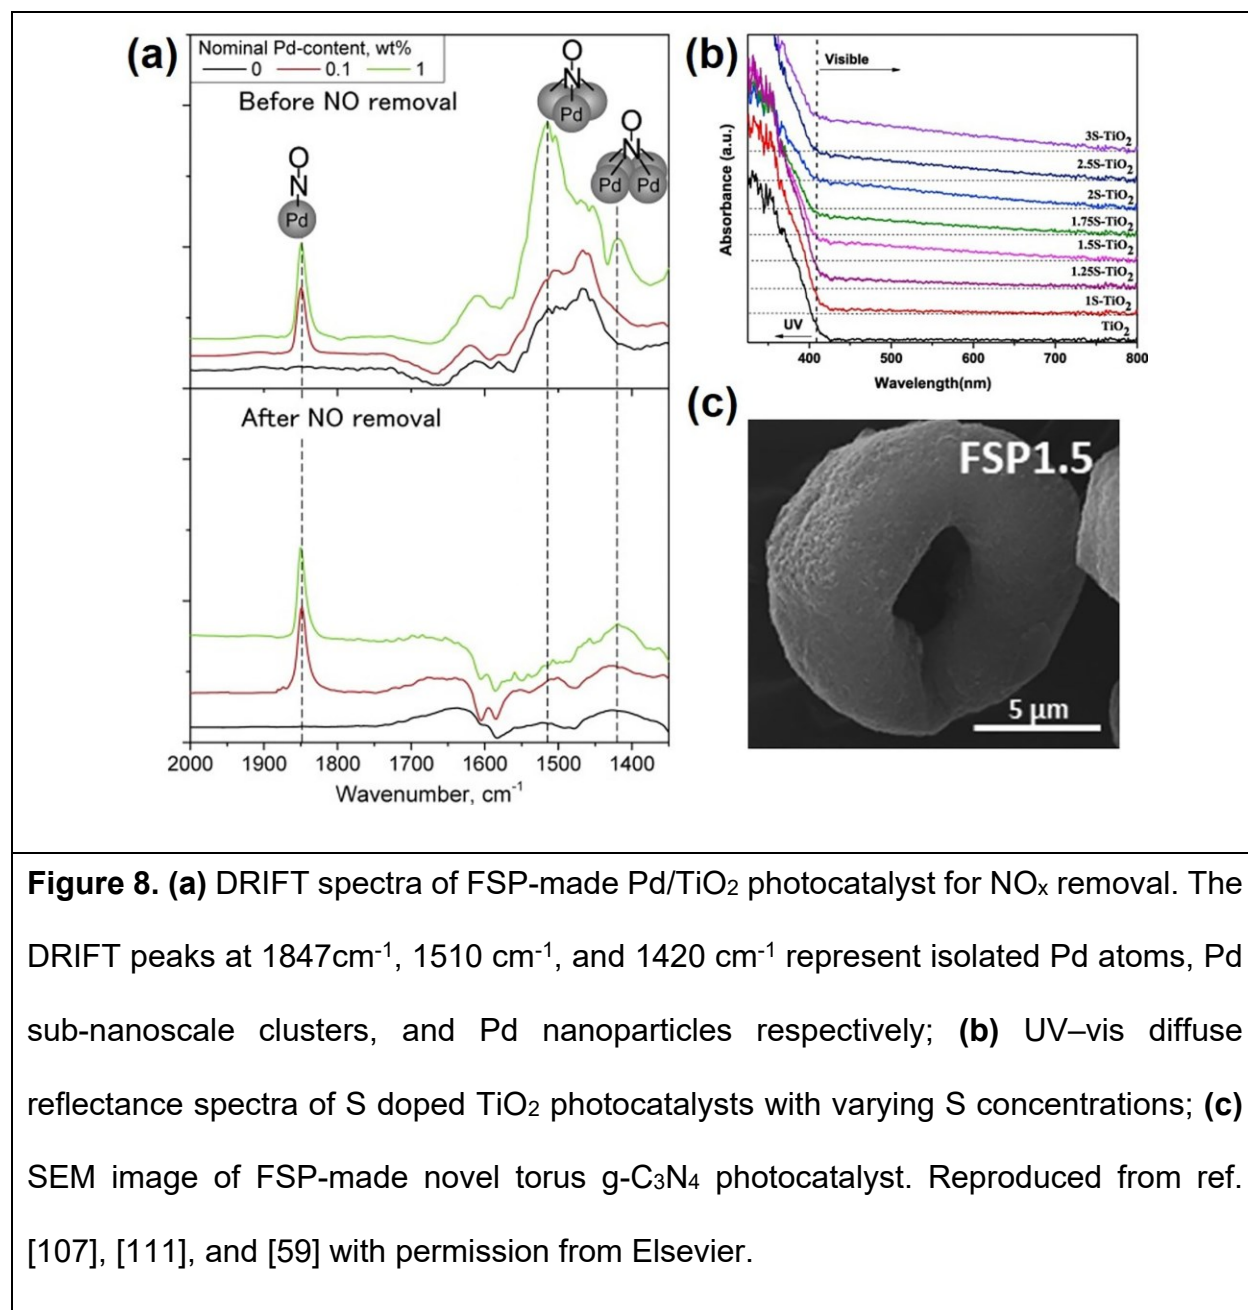 (a)
Nominal Pd-content, wt%
0 0.1 1
Before NO removal
O
N
Pd
O
N
Pd
O
N
Pd Pd
After NO removal
2000 1900 1800 1700 1600 1500 1400
Wavenumber, cm⁻¹
(b)
Visible
3S-TiO₂
2.5S-TiO₂
2S-TiO₂
1.75S-TiO₂
1.5S-TiO₂
1.25S-TiO₂
1S-TiO₂
UV
TiO₂
Absorbance (a.u.)
400 500 600 700 800
Wavelength(nm)
(c)
FSP1.5
5 µm
Figure 8. (a) DRIFT spectra of FSP-made Pd/TiO₂ photocatalyst for NOₓ removal. The
DRIFT peaks at 1847cm⁻¹, 1510 cm⁻¹, and 1420 cm⁻¹ represent isolated Pd atoms, Pd
sub-nanoscale clusters, and Pd nanoparticles respectively; (b) UV–vis diffuse
reflectance spectra of S doped TiO₂ photocatalysts with varying S concentrations; (c)
SEM image of FSP-made novel torus g-C₃N₄ photocatalyst. Reproduced from ref.
[107], [111], and [59] with permission from Elsevier.